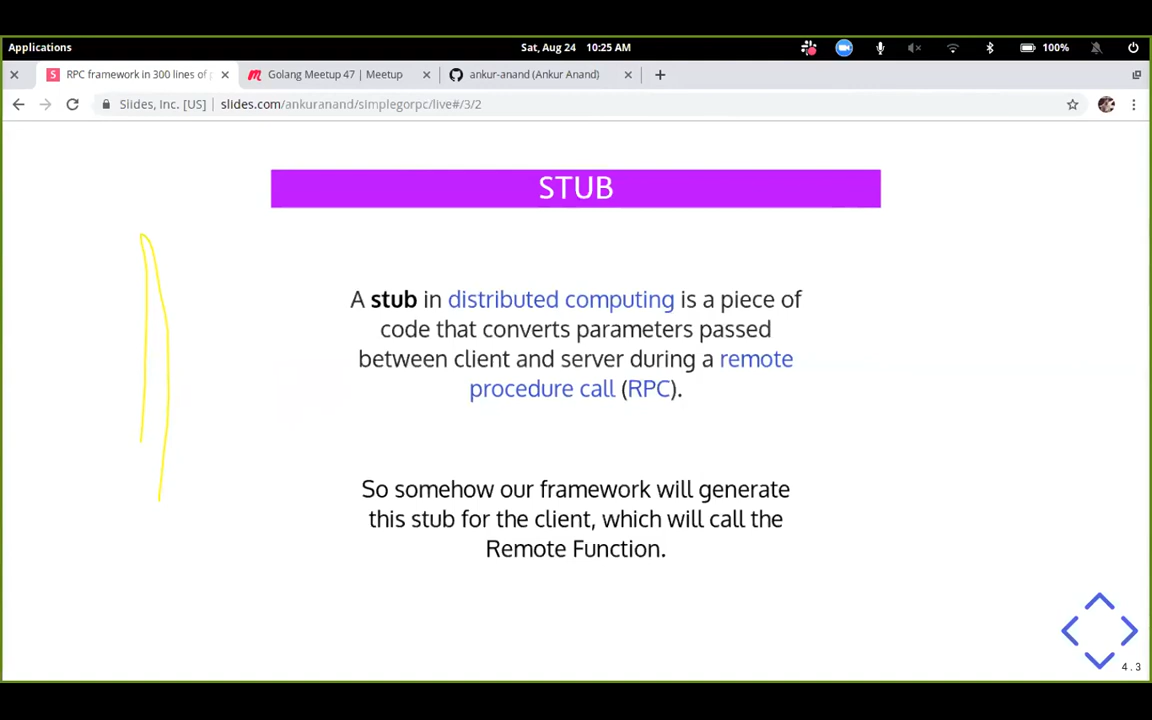 Applications
Sat, Aug 24 10:25 AM
100%
RPC framework in 300 lines of
Golang Meetup 47 | Meetup
ankur-anand (Ankur Anand)
Slides, Inc. [US] | slides.com/ankuranand/simplegorpc/live#/3/2
STUB
A stub in distributed computing is a piece of
code that converts parameters passed
between client and server during a remote
procedure call (RPC).
So somehow our framework will generate
this stub for the client, which will call the
Remote Function.
4.3